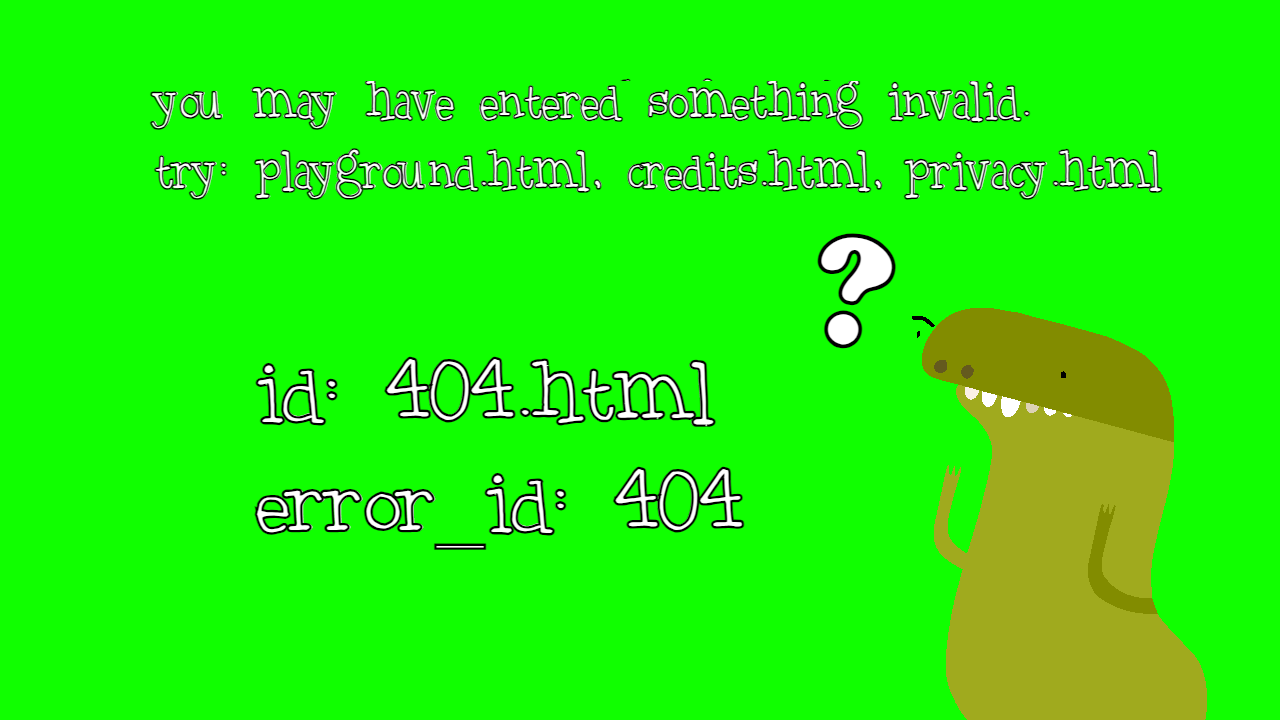 you may have entered something invalid.
try: playground.html, credits.html, privacy.html
?
id: 404.html
error_id: 404